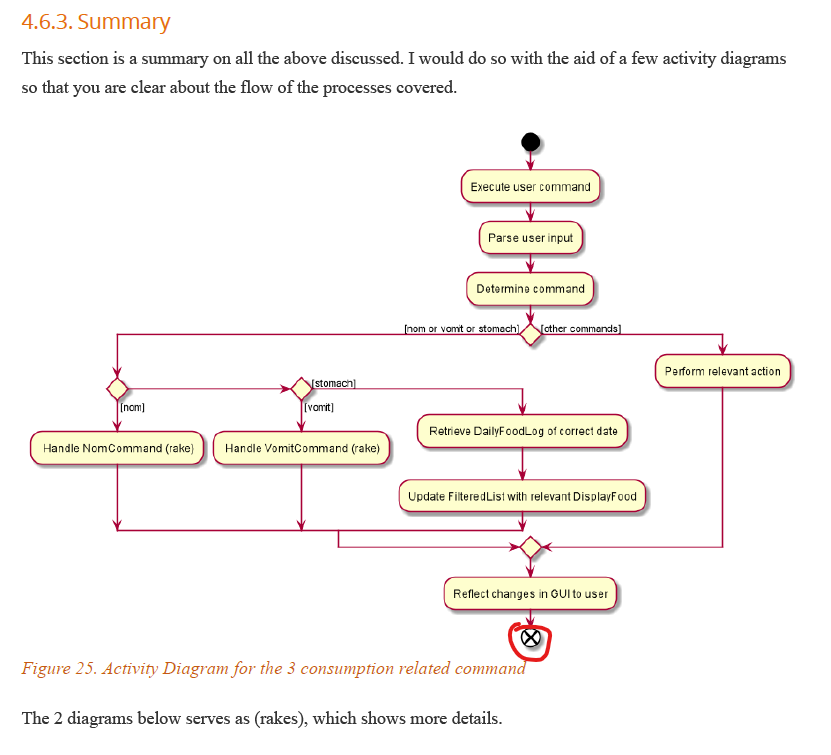 4.6.3. Summary
This section is a summary on all the above discussed. I would do so with the aid of a few activity diagrams
so that you are clear about the flow of the processes covered.
Execute user command
Parse user input
Determine command
[nom or vomit or stomach]
[other commands]
Perform relevant action
[stomach]
[nom]
[vomit]
Handle NomCommand (rake)
Handle VomitCommand (rake)
Retrieve DailyFoodLog of correct date
Update FilteredList with relevant DisplayFood
Reflect changes in GUI to user
Figure 25. Activity Diagram for the 3 consumption related command
The 2 diagrams below serves as (rakes), which shows more details.